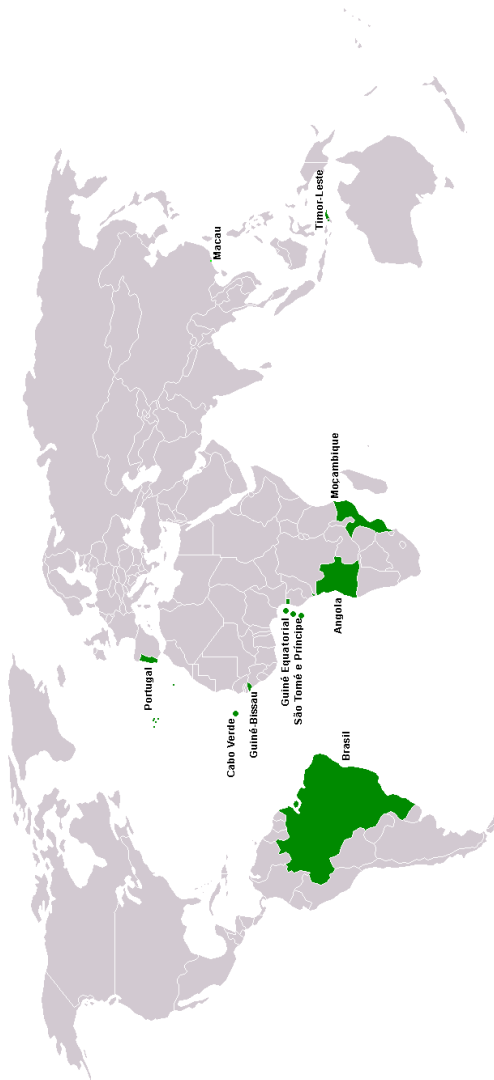 Portugal
Cabo Verde
Guiné-Bissau
Guiné Equatorial
São Tomé e Príncipe
Angola
Brasil
Moçambique
Macau
Timor-Leste